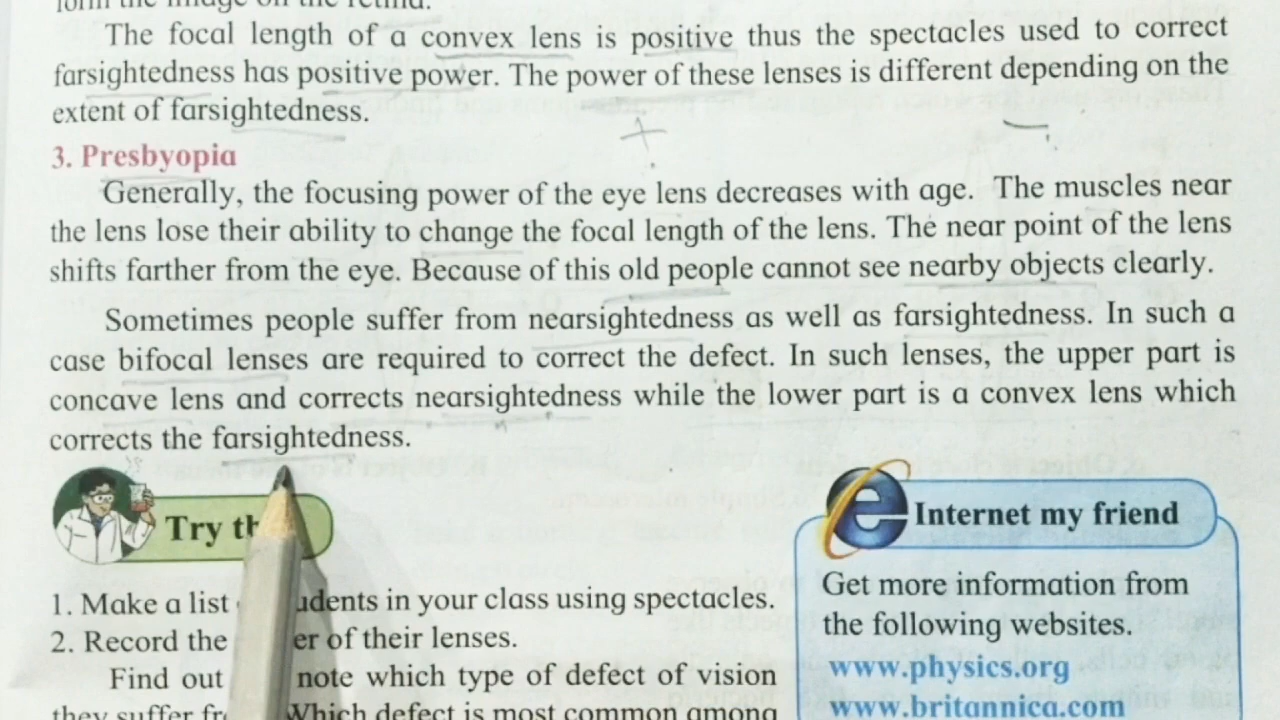 form the image on the retina.
The focal length of a convex lens is positive thus the spectacles used to correct
farsightedness has positive power. The power of these lenses is different depending on the
extent of farsightedness.
3. Presbyopia
Generally, the focusing power of the eye lens decreases with age. The muscles near
the lens lose their ability to change the focal length of the lens. The near point of the lens
shifts farther from the eye. Because of this old people cannot see nearby objects clearly.
Sometimes people suffer from nearsightedness as well as farsightedness. In such a
case bifocal lenses are required to correct the defect. In such lenses, the upper part is
concave lens and corrects nearsightedness while the lower part is a convex lens which
corrects the farsightedness.
Try
1. Make a list in your class using spectacles.
2. Record the of their lenses.
Find out note which type of defect of vision
they suffer Which defect is most common among
Internet my friend
Get more information from
the following websites.
www.physics.org
www.britannica.com